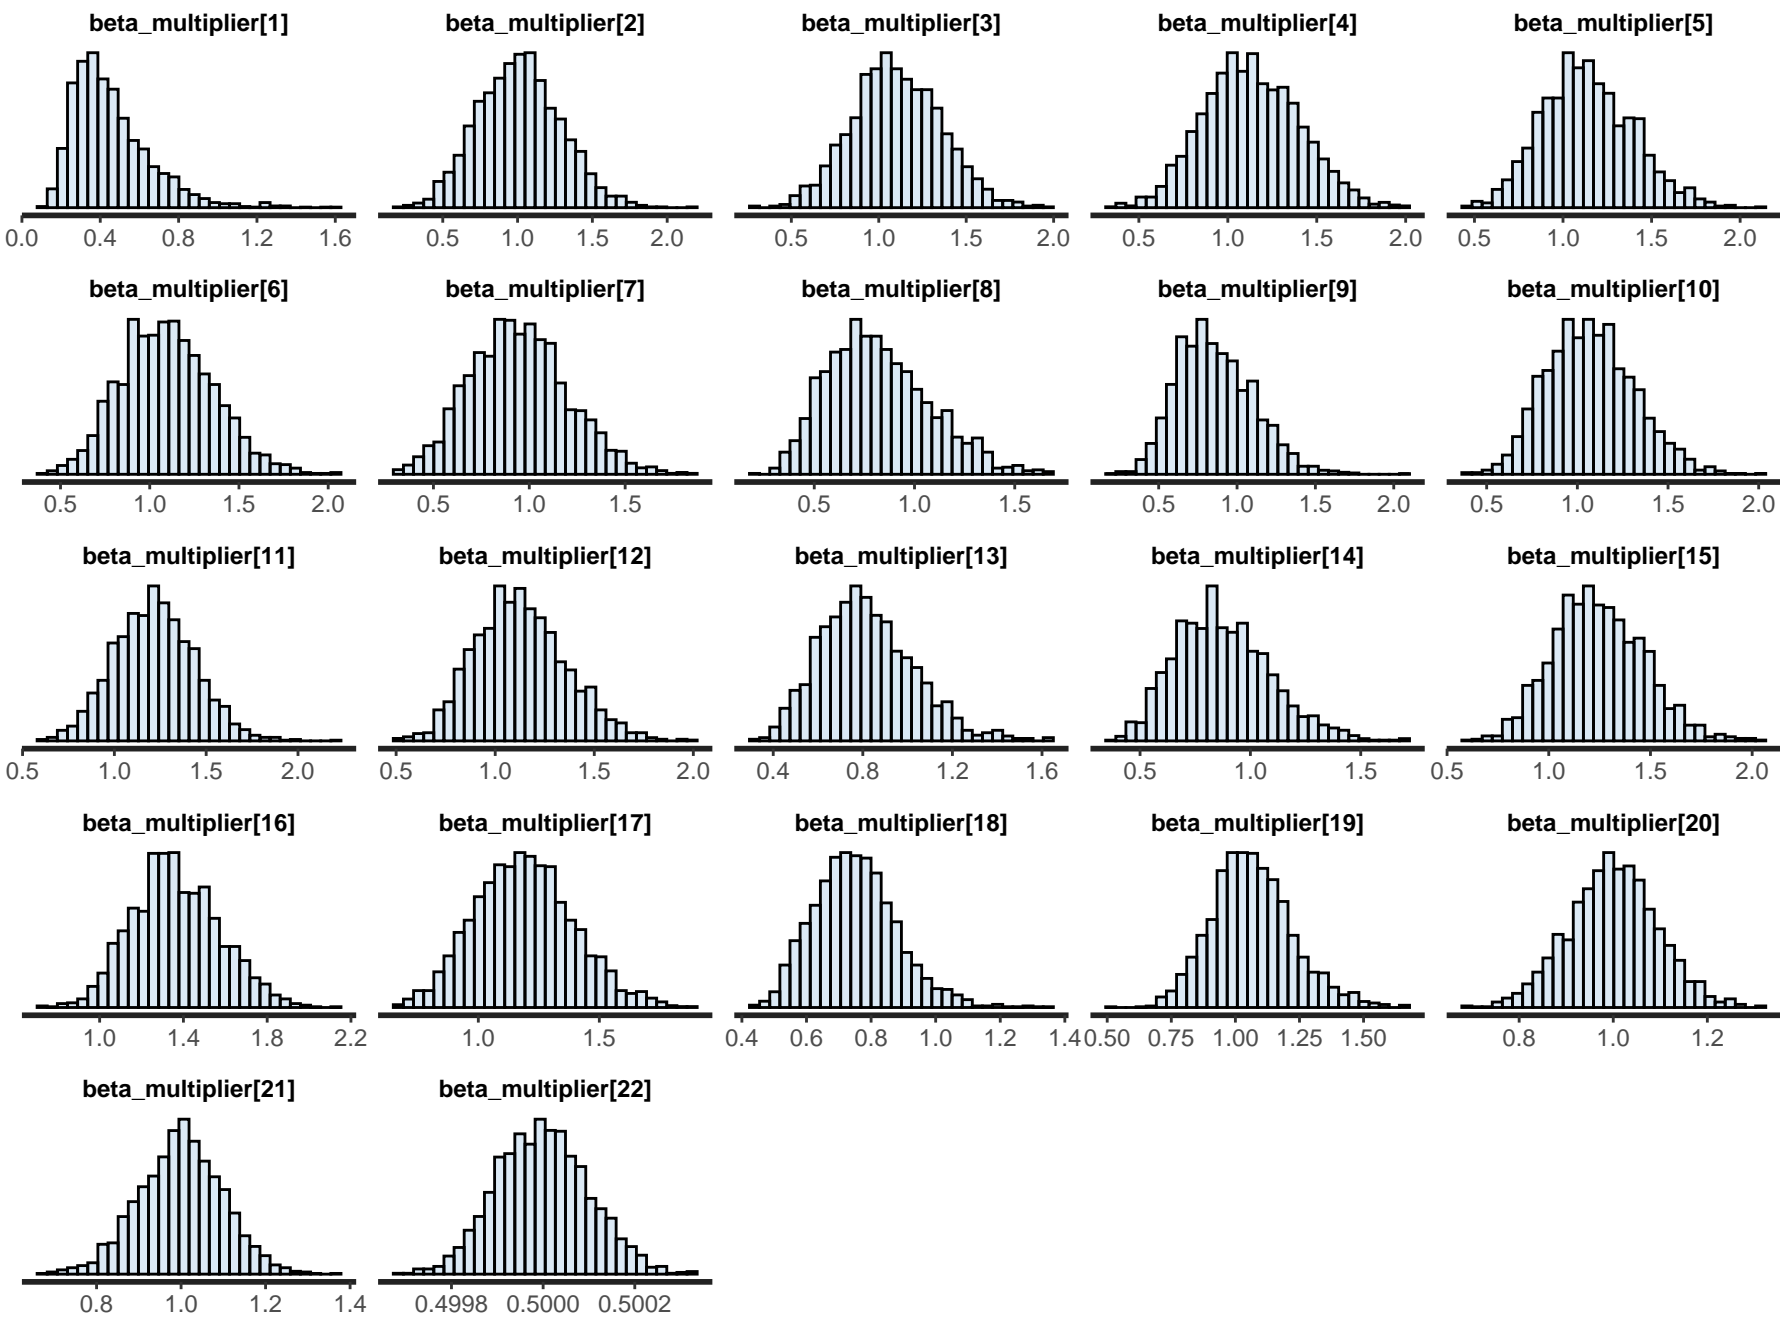 beta_multiplier[1] beta_multiplier[2] beta_multiplier[3] beta_multiplier[4] beta_multiplier[5]
0.0 0.4 0.8 1.2 1.6 0.5 1.0 1.5 2.0 0.5 1.0 1.5 2.0 0.5 1.0 1.5 2.0 0.5 1.0 1.5 2.0
beta_multiplier[6] beta_multiplier[7] beta_multiplier[8] beta_multiplier[9] beta_multiplier[10]
0.5 1.0 1.5 2.0 0.5 1.0 1.5 0.5 1.0 1.5 0.5 1.0 1.5 2.0 0.5 1.0 1.5 2.0
beta_multiplier[11] beta_multiplier[12] beta_multiplier[13] beta_multiplier[14] beta_multiplier[15]
0.5 1.0 1.5 2.0 0.5 1.0 1.5 2.0 0.4 0.8 1.2 1.6 0.5 1.0 1.5 0.5 1.0 1.5 2.0
beta_multiplier[16] beta_multiplier[17] beta_multiplier[18] beta_multiplier[19] beta_multiplier[20]
1.0 1.4 1.8 2.2 1.0 1.5 0.4 0.6 0.8 1.0 1.2 1.4 0.50 0.75 1.00 1.25 1.50 0.8 1.0 1.2
beta_multiplier[21] beta_multiplier[22]
0.8 1.0 1.2 1.4 0.4998 0.5000 0.5002